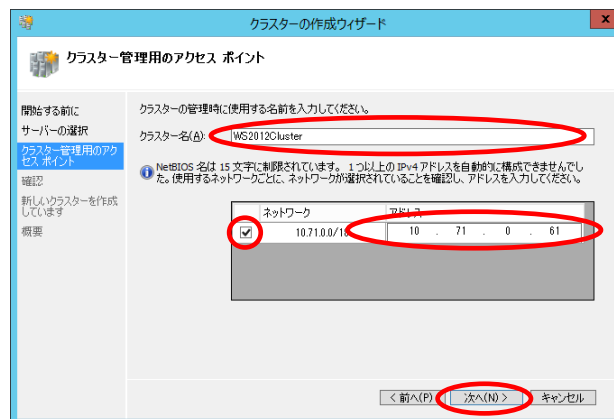 クラスターの作成ウィザード
x
クラスター管理用のアクセス ポイント
開始する前に
サーバーの選択
クラスター管理用のアク
セス ポイント
確認
新しいクラスターを作成
しています
概要
クラスターの管理時に使用する名前を入力してください。
クラスター名(A):
WS2012Cluster
NetBIOS 名は 15 文字に制限されています。 1 つ以上の IPv4 アドレスを自動的に構成できませんでし
た。使用するネットワークごとに、ネットワークが選択されていることを確認し、アドレスを入力してください。
ネットワーク アドレス
10.71.0.0/16 10 . 71 . 0 . 61
< 前へ(P) 次へ(N) > キャンセル